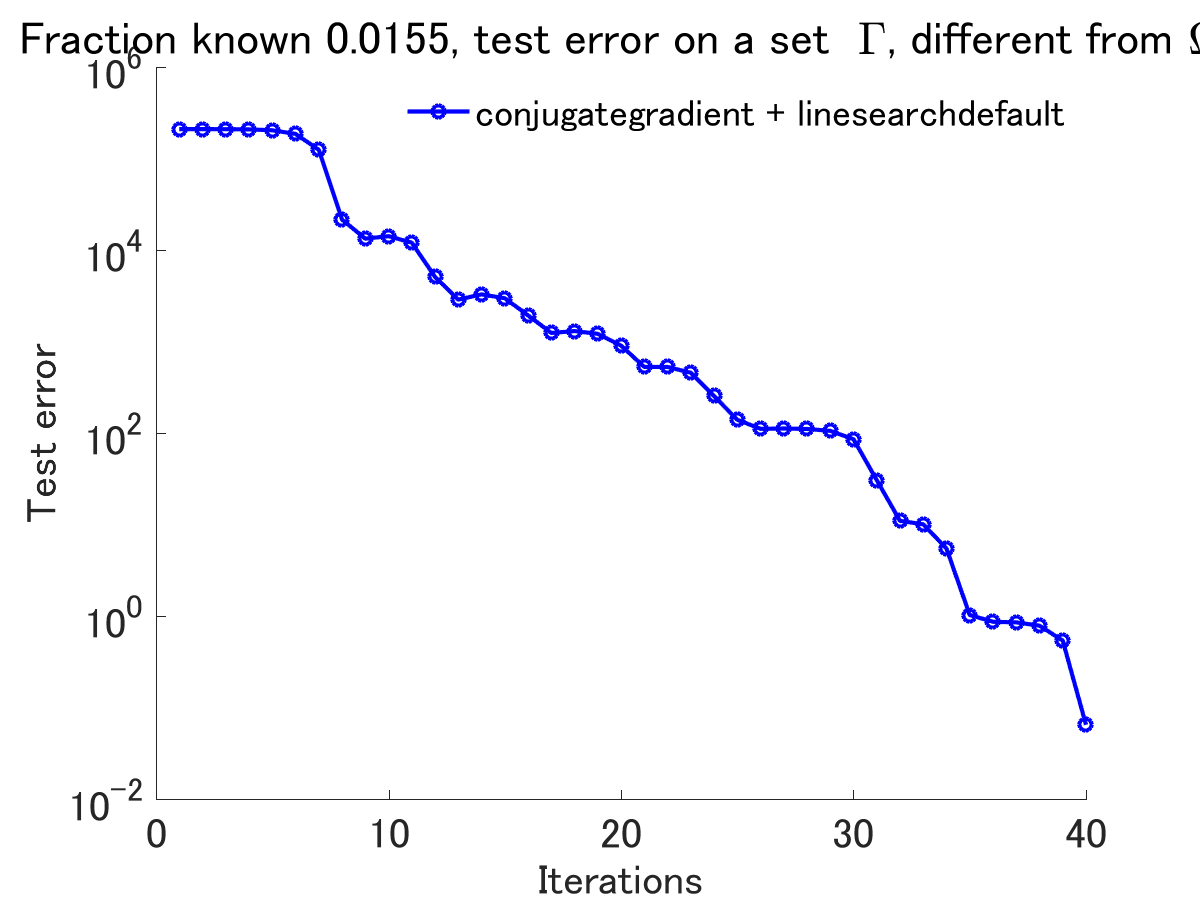 Fraction known 0.0155, test error on a set Γ, different from
10^6
conjugategradient + linesearchdefault
10^4
Test error
10^2
10^0
10^-2
0 10 20 30 40
Iterations